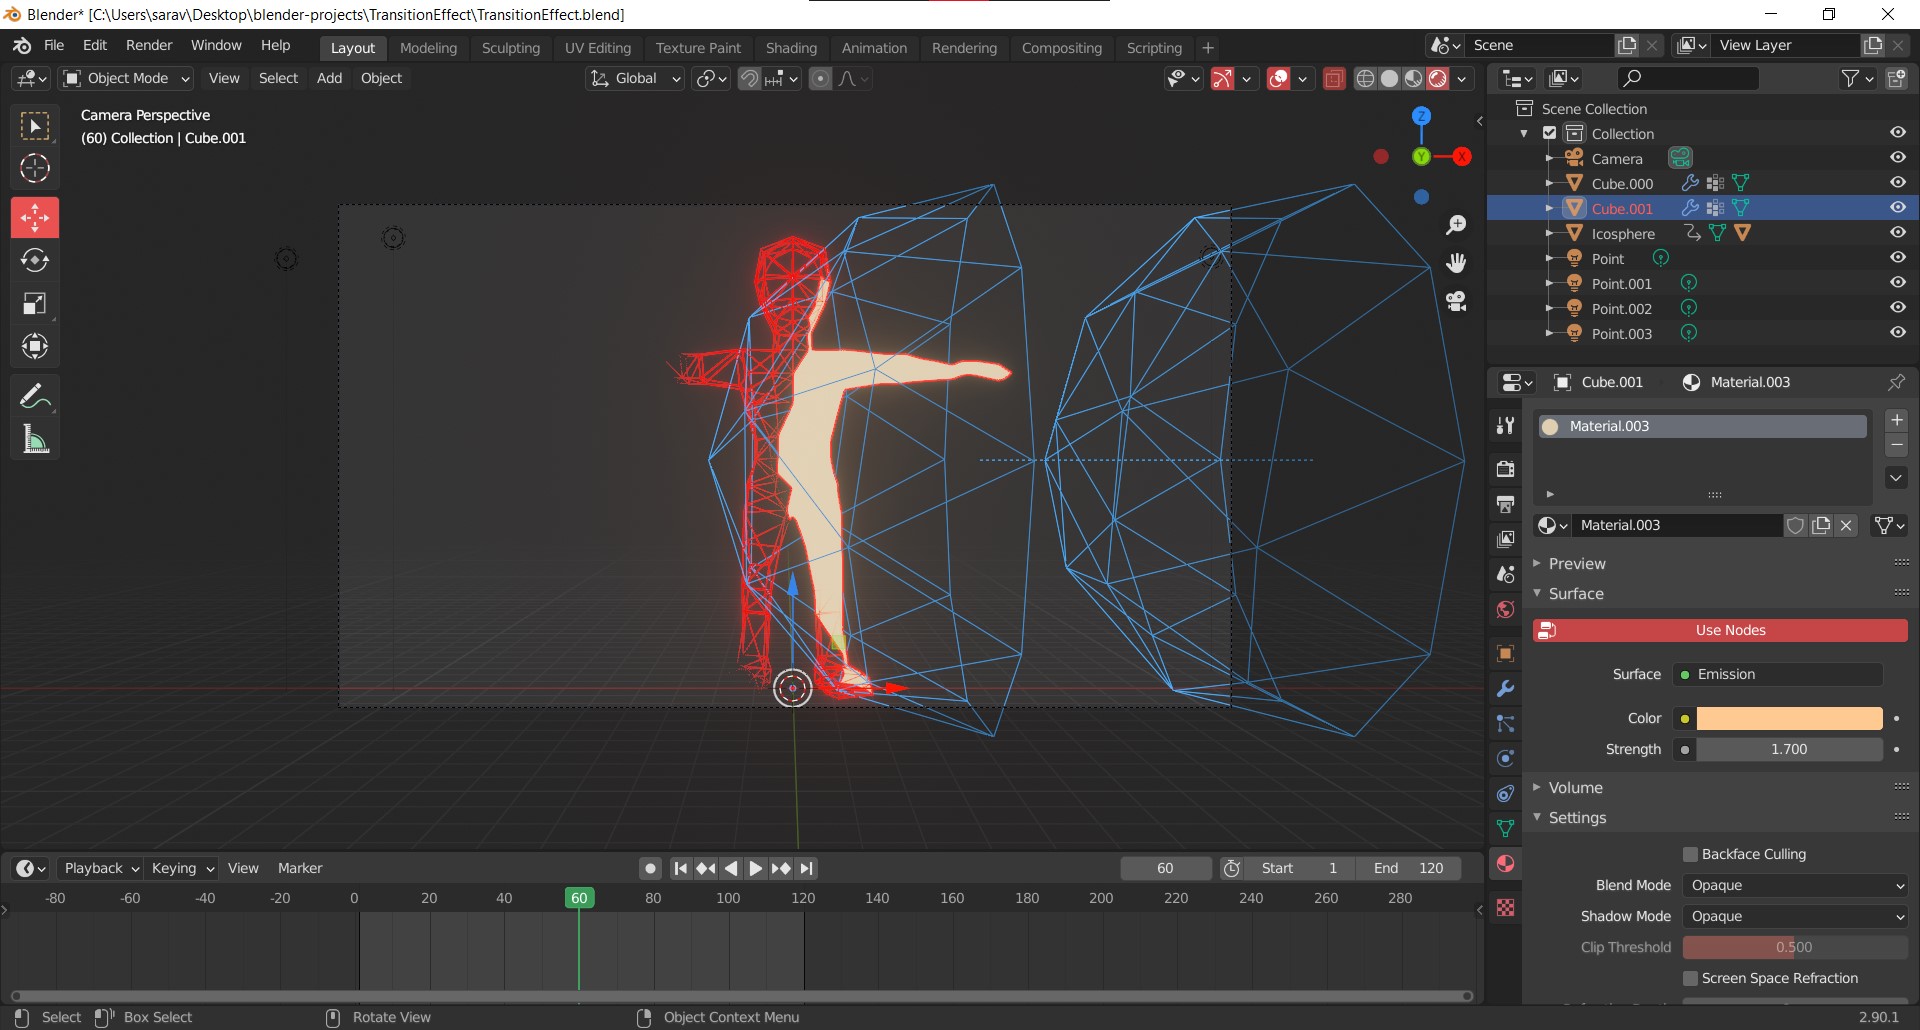 Blender* [C:\Users\sarav\Desktop\blender-projects\TransitionEffect\TransitionEffect.blend]
File Edit Render Window Help Layout Modeling Sculpting UV Editing Texture Paint Shading Animation Rendering Compositing Scripting + Scene View Layer
Object Mode View Select Add Object Global
Camera Perspective
(60) Collection | Cube.001
Z
Y
X
Scene Collection
Collection
Camera
Cube.000
Cube.001
Icosphere
Point
Point.001
Point.002
Point.003
Cube.001 Material.003
Material.003
Material.003
Preview
Surface
Use Nodes
Surface Emission
Color
Strength 1.700
Volume
Settings
Backface Culling
Blend Mode Opaque
Shadow Mode Opaque
Clip Threshold 0.500
Screen Space Refraction
Playback Keying View Marker 60 Start 1 End 120
-80 -60 -40 -20 0 20 40 60 80 100 120 140 160 180 200 220 240 260 280
Select Box Select Rotate View Object Context Menu 2.90.1